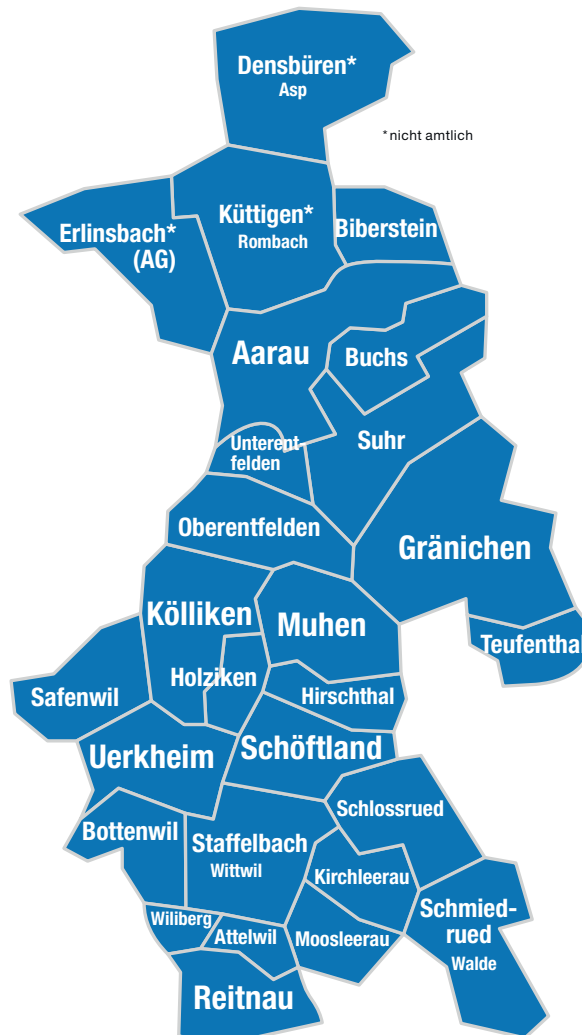 Densbüren*
Asp
*nicht amtlich
Küttigen*
Rombach
Biberstein
Erlinsbach*
(AG)
Aarau
Buchs
Suhr
Unterent-
felden
Oberentfelden
Gränichen
Kölliken
Muhen
Teufenthal
Holziken
Safenwil
Hirschthal
Uerkheim
Schöftland
Schlossrued
Bottenwil
Staffelbach
Wittwil
Kirchleerau
Schmied-
rued
Walde
Wiliberg
Attelwil
Moosleerau
Reitnau